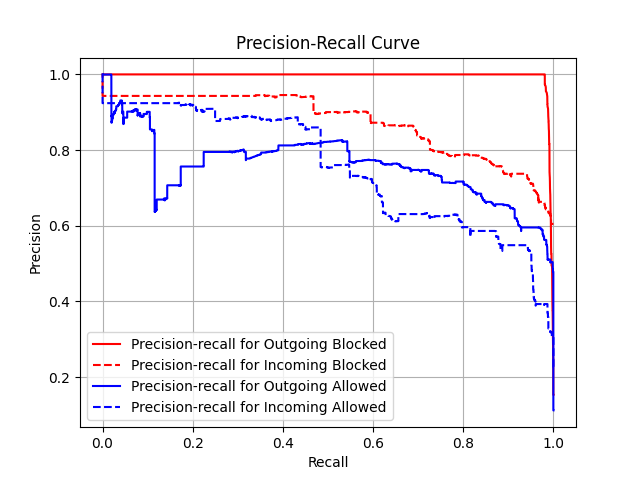 Precision-Recall Curve
1.0
0.8
0.6
0.4
0.2
Precision
Precision-recall for Outgoing Blocked
Precision-recall for Incoming Blocked
Precision-recall for Outgoing Allowed
Precision-recall for Incoming Allowed
0.0 0.2 0.4 0.6 0.8 1.0
Recall